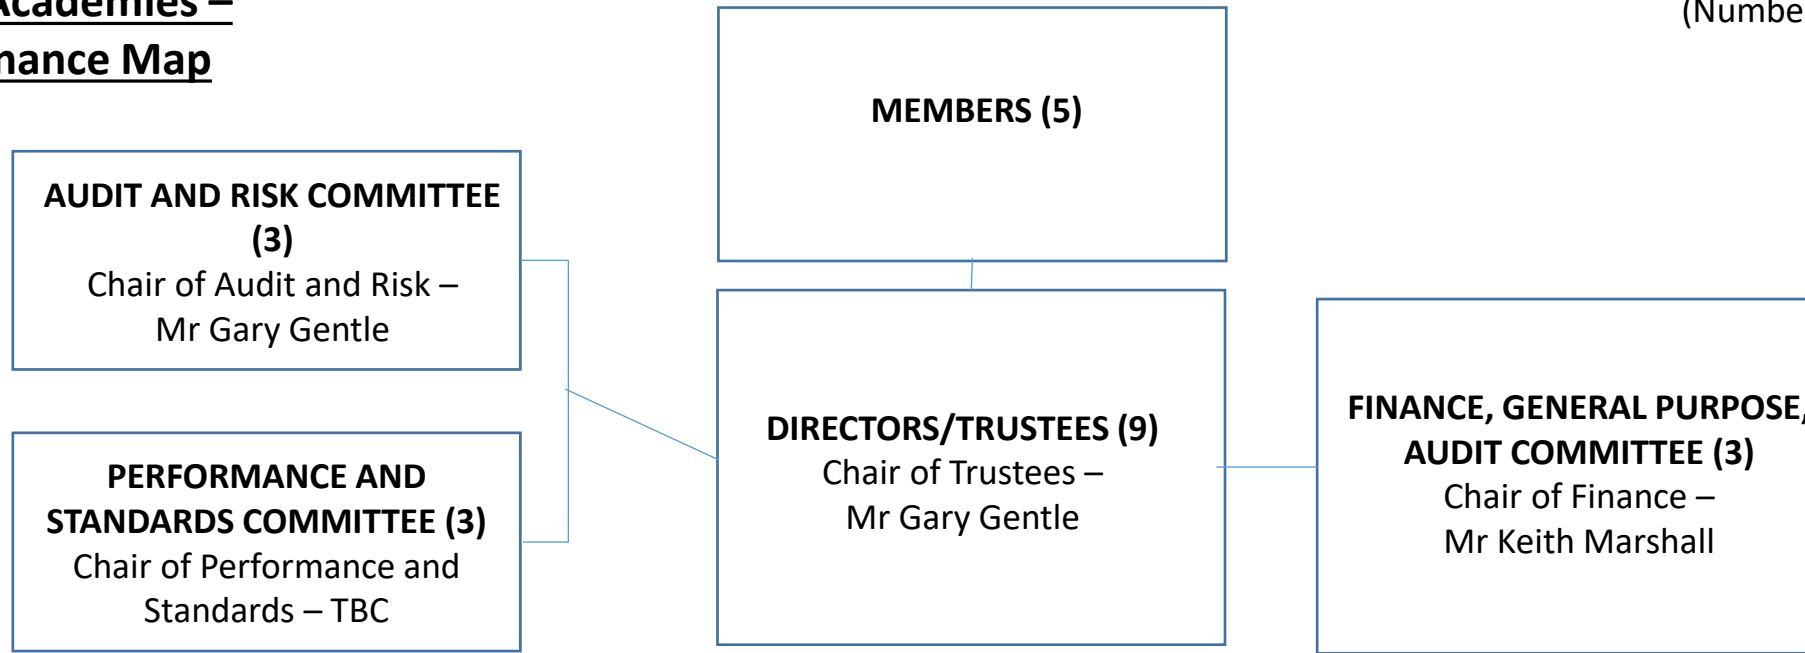 Academies –
nance Map
(Numbe
MEMBERS (5)
AUDIT AND RISK COMMITTEE
(3)
Chair of Audit and Risk –
Mr Gary Gentle
PERFORMANCE AND
STANDARDS COMMITTEE (3)
Chair of Performance and
Standards – TBC
DIRECTORS/TRUSTEES (9)
Chair of Trustees –
Mr Gary Gentle
FINANCE, GENERAL PURPOSE,
AUDIT COMMITTEE (3)
Chair of Finance –
Mr Keith Marshall